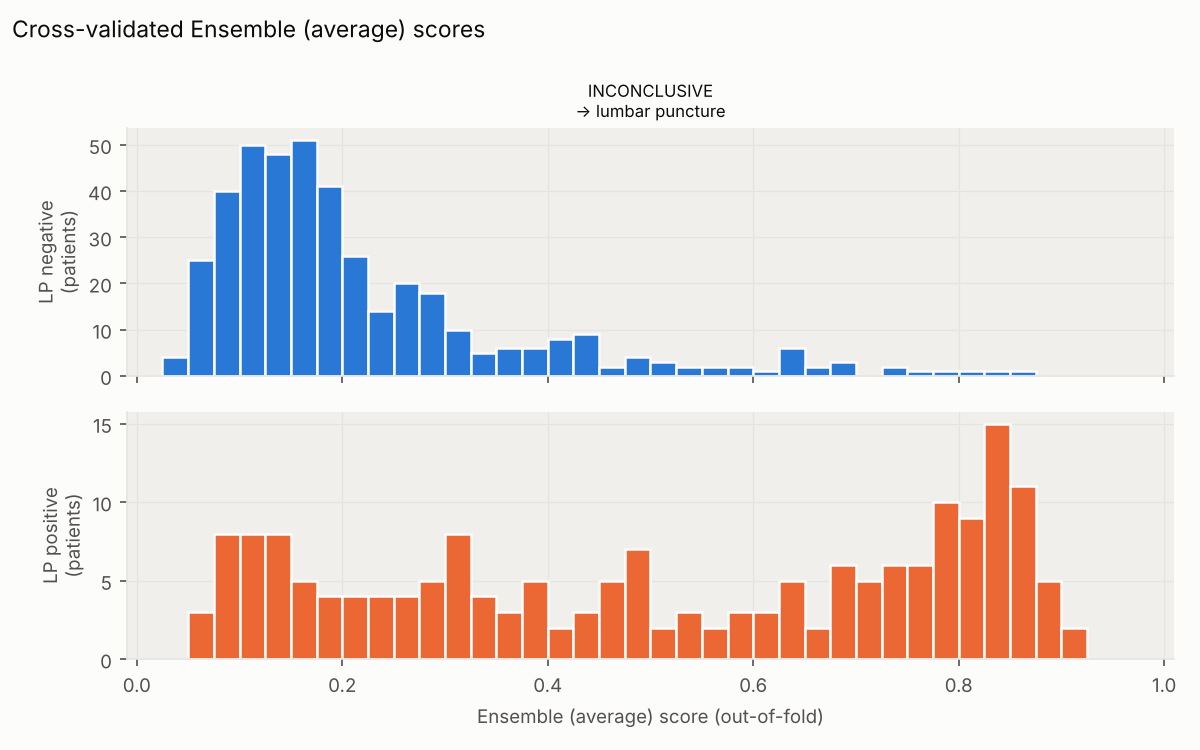 Cross-validated Ensemble (average) scores
INCONCLUSIVE
→ lumbar puncture
LP negative
(patients)
50
40
30
20
10
0
LP positive
(patients)
15
10
5
0
0.0 0.2 0.4 0.6 0.8 1.0
Ensemble (average) score (out-of-fold)